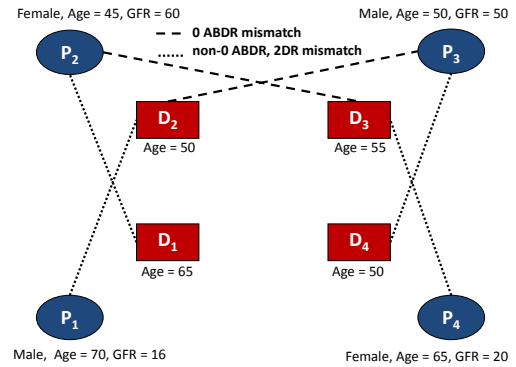 Female, Age = 45, GFR = 60
Male, Age = 50, GFR = 50
0 ABDR mismatch
non-0 ABDR, 2DR mismatch
P2
P3
D2
D3
Age = 50
Age = 55
D1
D4
Age = 65
Age = 50
P1
P4
Male, Age = 70, GFR = 16
Female, Age = 65, GFR = 20